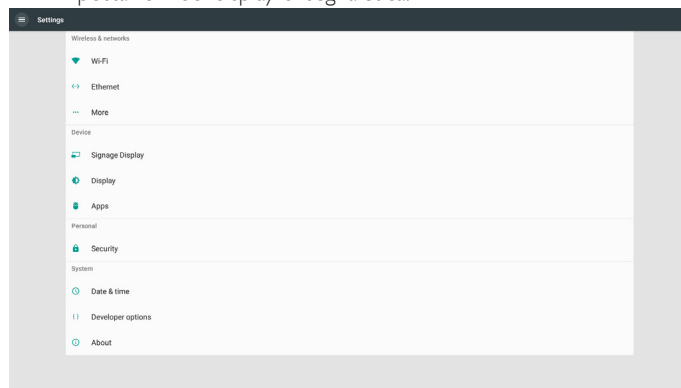 Settings
Wireless & networks
Wi-Fi
Ethernet
More
Device
Signage Display
Display
Apps
Personal
Security
System
Date & time
Developer options
About